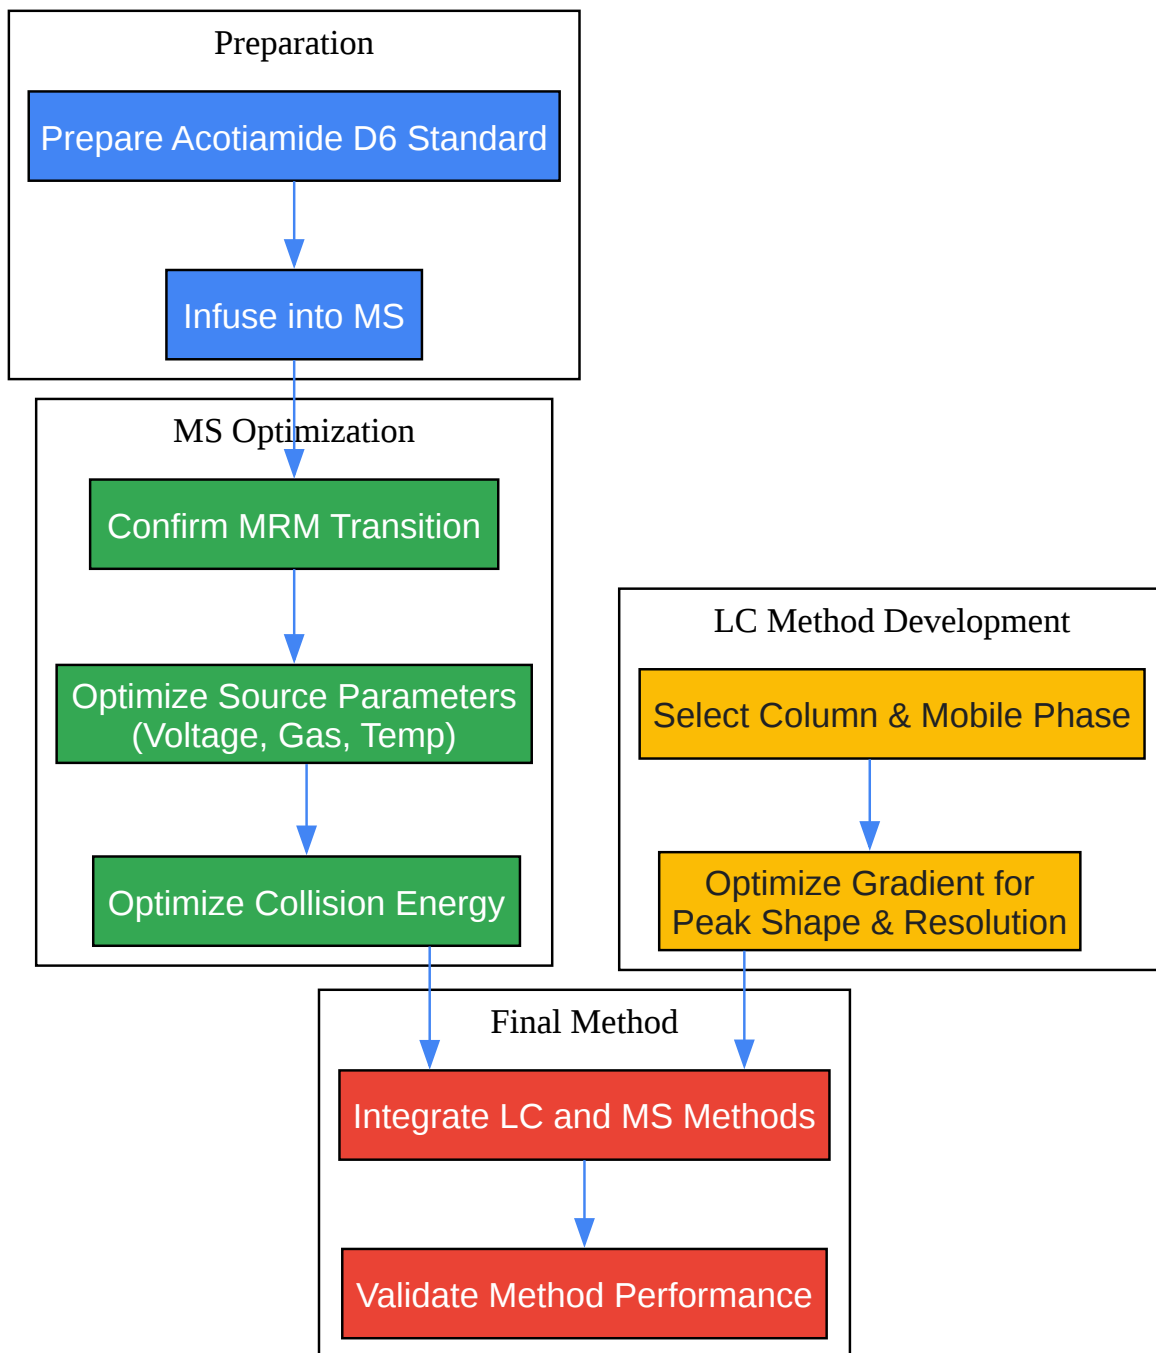 Preparation
Prepare Acotiamide D6 Standard
Infuse into MS
MS Optimization
Confirm MRM Transition
Optimize Source Parameters
(Voltage, Gas, Temp)
Optimize Collision Energy
LC Method Development
Select Column & Mobile Phase
Optimize Gradient for
Peak Shape & Resolution
Final Method
Integrate LC and MS Methods
Validate Method Performance